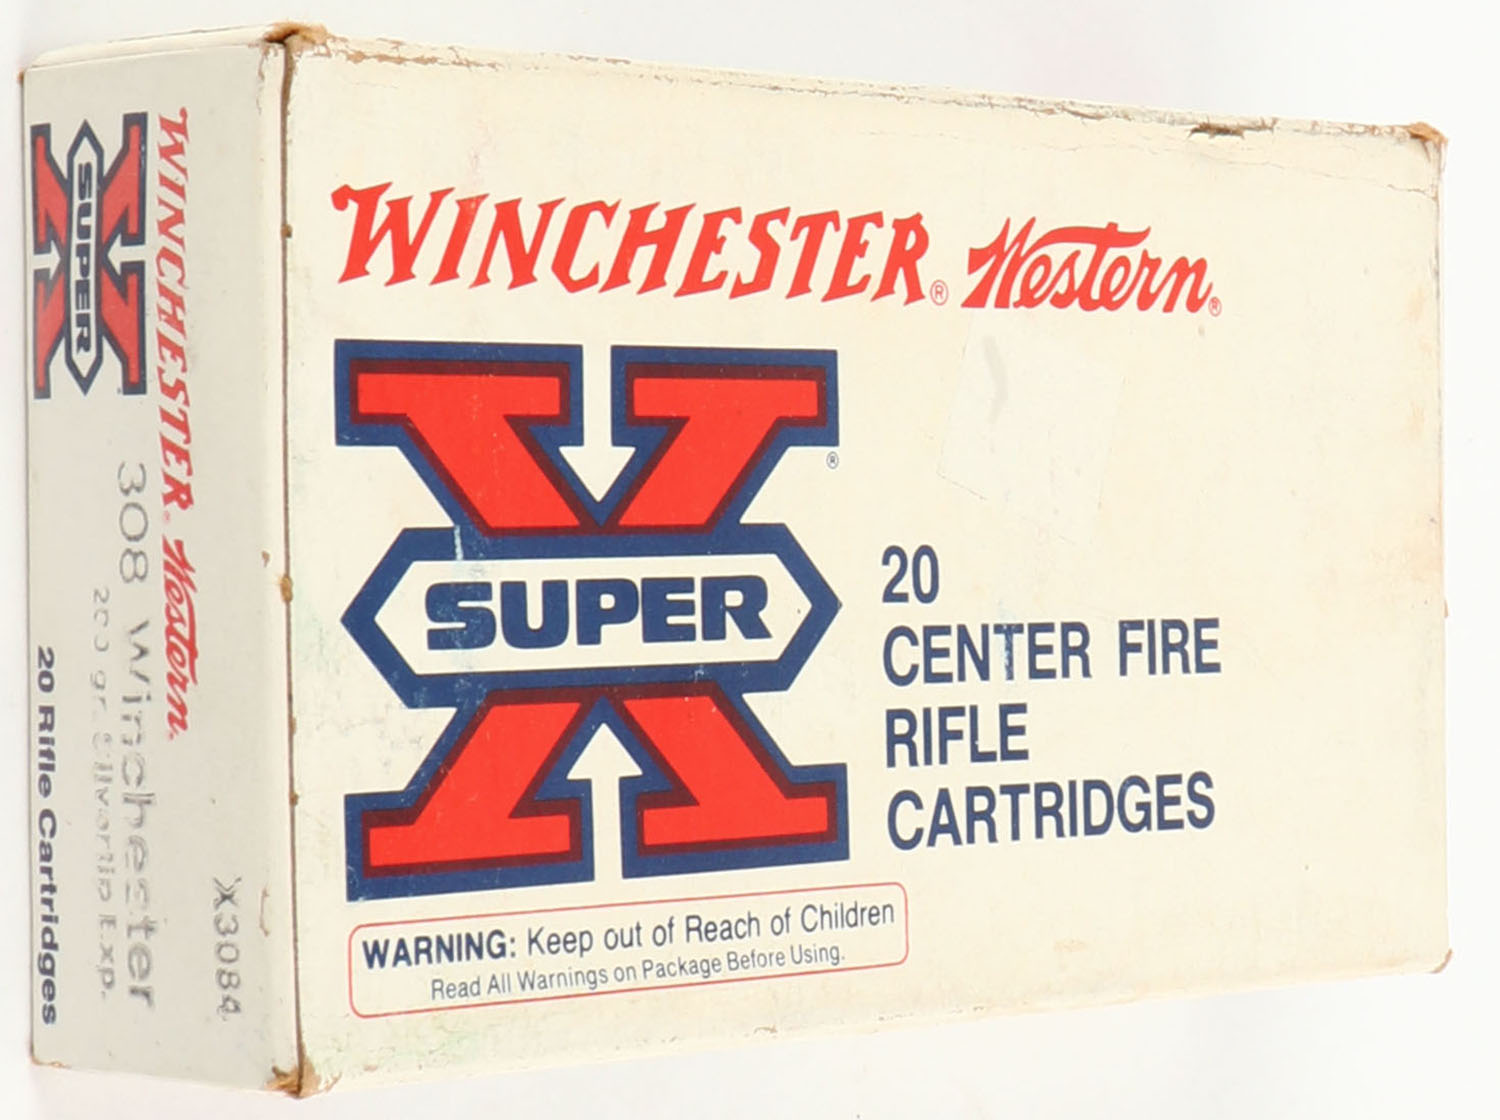 WINCHESTER® Western®
X®
SUPER
20
CENTER FIRE
RIFLE
CARTRIDGES
WARNING: Keep out of Reach of Children
Read All Warnings on Package Before Using.
WINCHESTER® Western®
X
SUPER
X3084
308 Winchester
200 gr. Silvertip Exp.
20 Rifle Cartridges